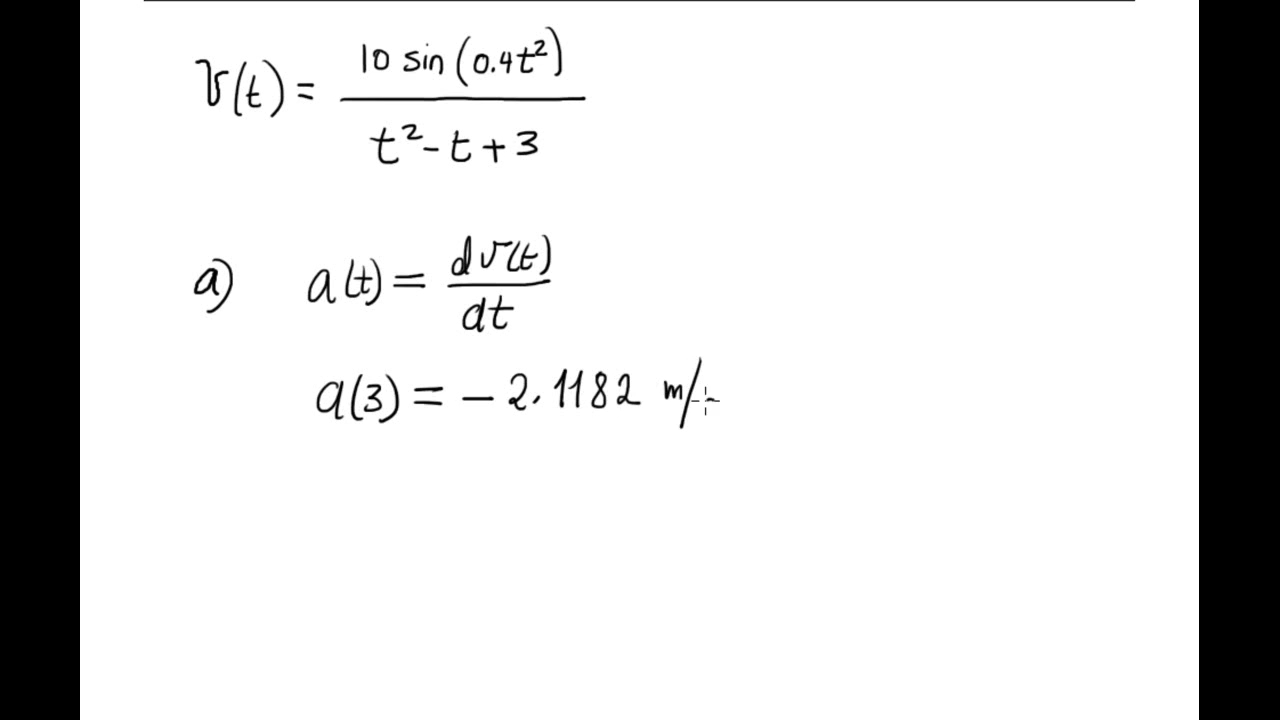 v(t) = 10 sin (0.4t²) / t² - t + 3
a) a(t) = dv(t) / dt
a(3) = - 2.1182 m/